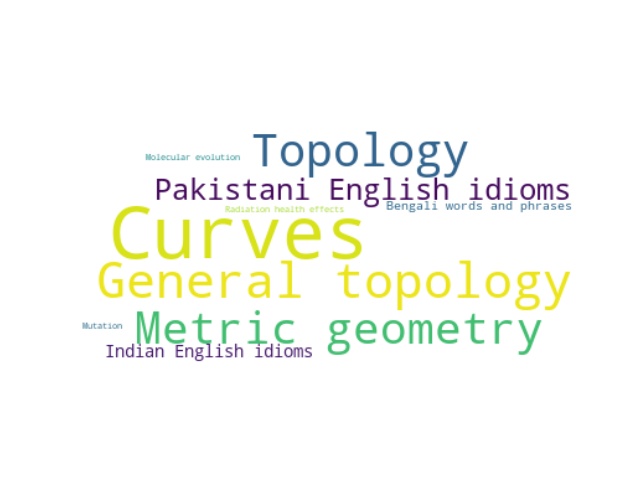 Topology
Molecular evolution
Pakistani English idioms
Bengali words and phrases
Radiation health effects
Curves
General topology
Mutation
Metric geometry
Indian English idioms